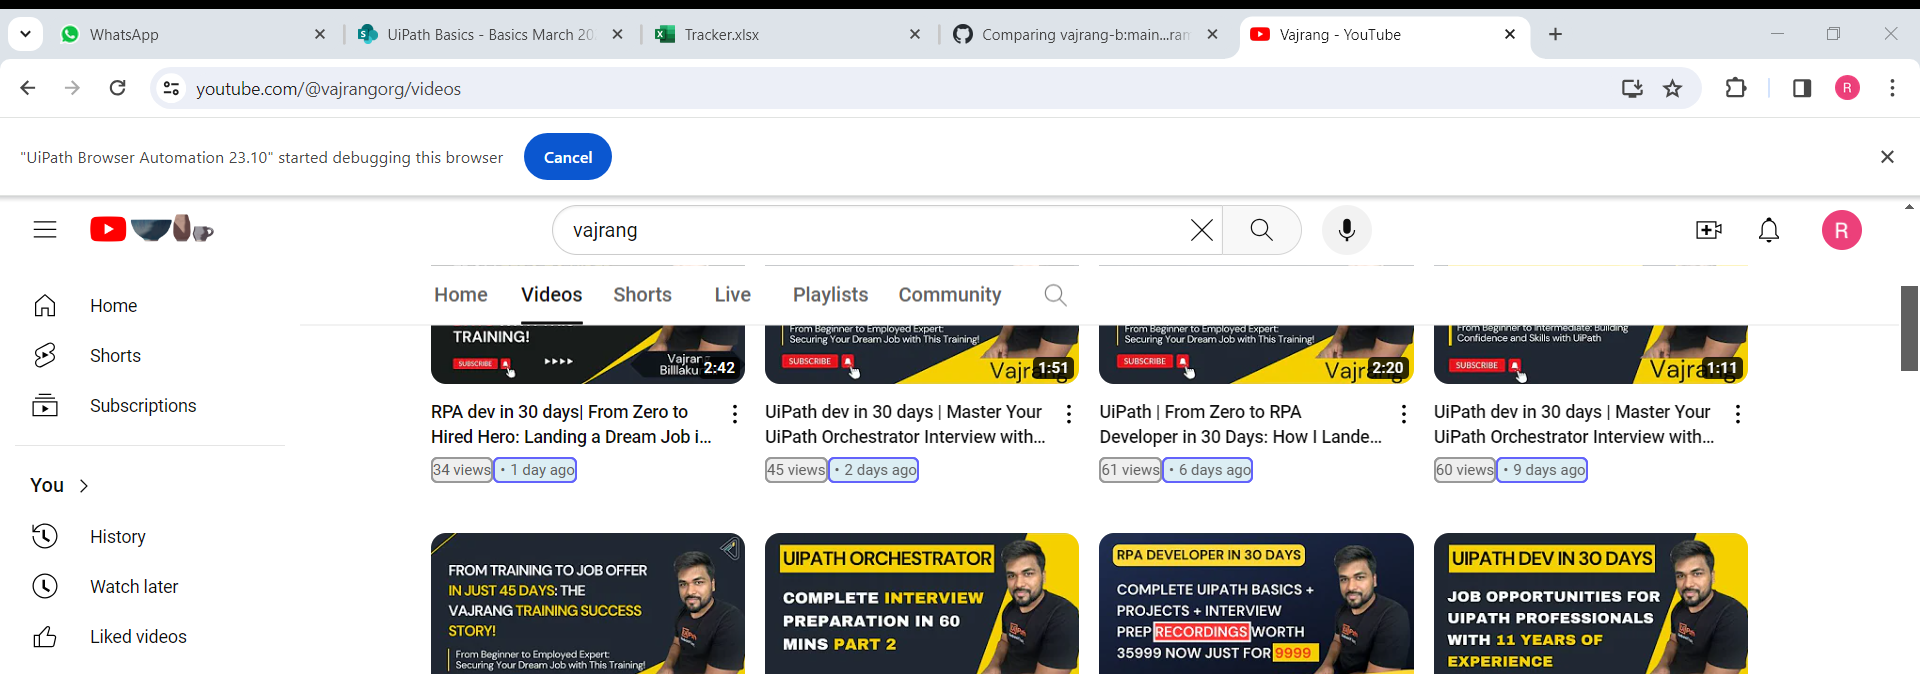 WhatsApp
UiPath Basics - Basics March 20
Tracker.xlsx
Comparing vajrang-b:main...ran
Vajrang - YouTube
youtube.com/@vajrangorg/videos
R
"UiPath Browser Automation 23.10" started debugging this browser
Cancel
vajrang
R
Home
Shorts
Subscriptions
You
History
Watch later
Liked videos
Home Videos Shorts Live Playlists Community
TRAINING!
SUBSCRIBE
Vajrang
Billlaku
2:42
RPA dev in 30 days| From Zero to
Hired Hero: Landing a Dream Job i...
34 views • 1 day ago
From Beginner to Employed Expert:
Securing Your Dream Job with This Training!
SUBSCRIBE
Vajrang
1:51
UiPath dev in 30 days | Master Your
UiPath Orchestrator Interview with...
45 views • 2 days ago
From Beginner to Employed Expert:
Securing Your Dream Job with This Training!
SUBSCRIBE
Vajrang
2:20
UiPath | From Zero to RPA
Developer in 30 Days: How I Lande...
61 views • 6 days ago
From Beginner to Intermediate: Building
Confidence and Skills with UiPath
SUBSCRIBE
Vajrang
1:11
UiPath dev in 30 days | Master Your
UiPath Orchestrator Interview with...
60 views • 9 days ago
FROM TRAINING TO JOB OFFER
IN JUST 45 DAYS: THE
VAJRANG TRAINING SUCCESS
STORY!
From Beginner to Employed Expert:
Securing Your Dream Job with This Training!
UIPATH ORCHESTRATOR
COMPLETE INTERVIEW
PREPARATION IN 60
MINS PART 2
RPA DEVELOPER IN 30 DAYS
COMPLETE UIPATH BASICS +
PROJECTS + INTERVIEW
PREP RECORDINGS WORTH
35999 NOW JUST FOR 9999
UIPATH DEV IN 30 DAYS
JOB OPPORTUNITIES FOR
UIPATH PROFESSIONALS
WITH 11 YEARS OF
EXPERIENCE